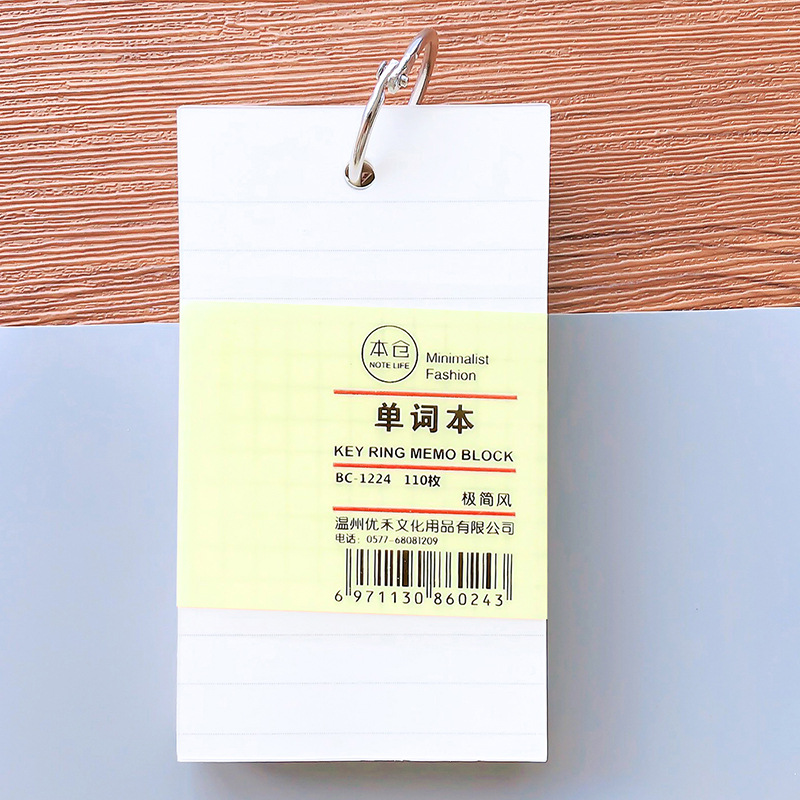 本仓
NOTE LIFE
Minimalist
Fashion
单词本
KEY RING MEMO BLOCK
BC-1224 110枚
极简风
温州优禾文化用品有限公司
电话: 0577-68081209
6 971130 860243